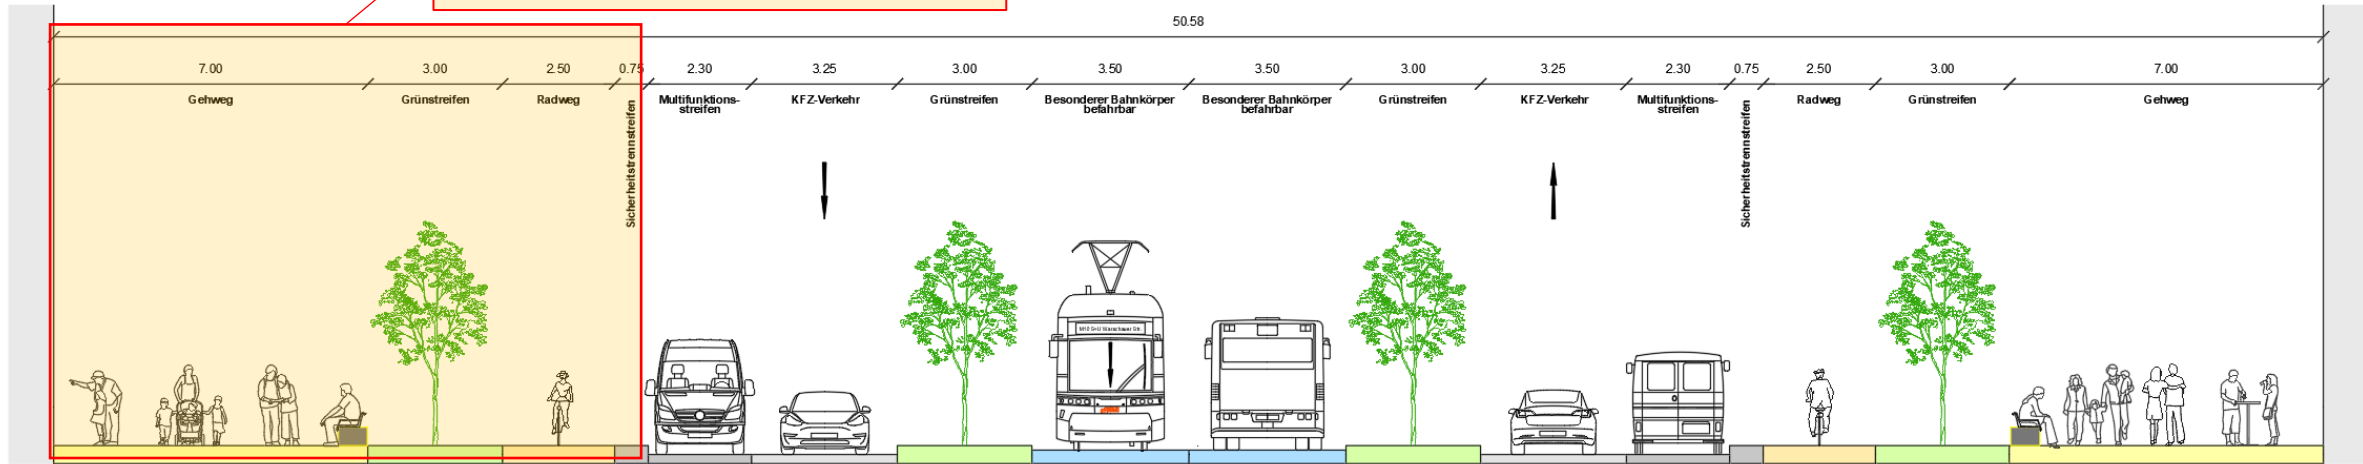 50.58
7.00 3.00 2.50 0.75 2.30 3.25 3.00 3.50 3.50 3.00 3.25 2.30 0.75 2.50 3.00 7.00
Gehweg
Grünstreifen
Radweg
Sicherheitstrennstreifen
Multifunktions-
streifen
KFZ-Verkehr
Grünstreifen
Besonderer Bahnkörper
befahrbar
Besonderer Bahnkörper
befahrbar
Grünstreifen
KFZ-Verkehr
Multifunktions-
streifen
Sicherheitstrennstreifen
Radweg
Grünstreifen
Gehweg
M10 S+U Warschauer Str.